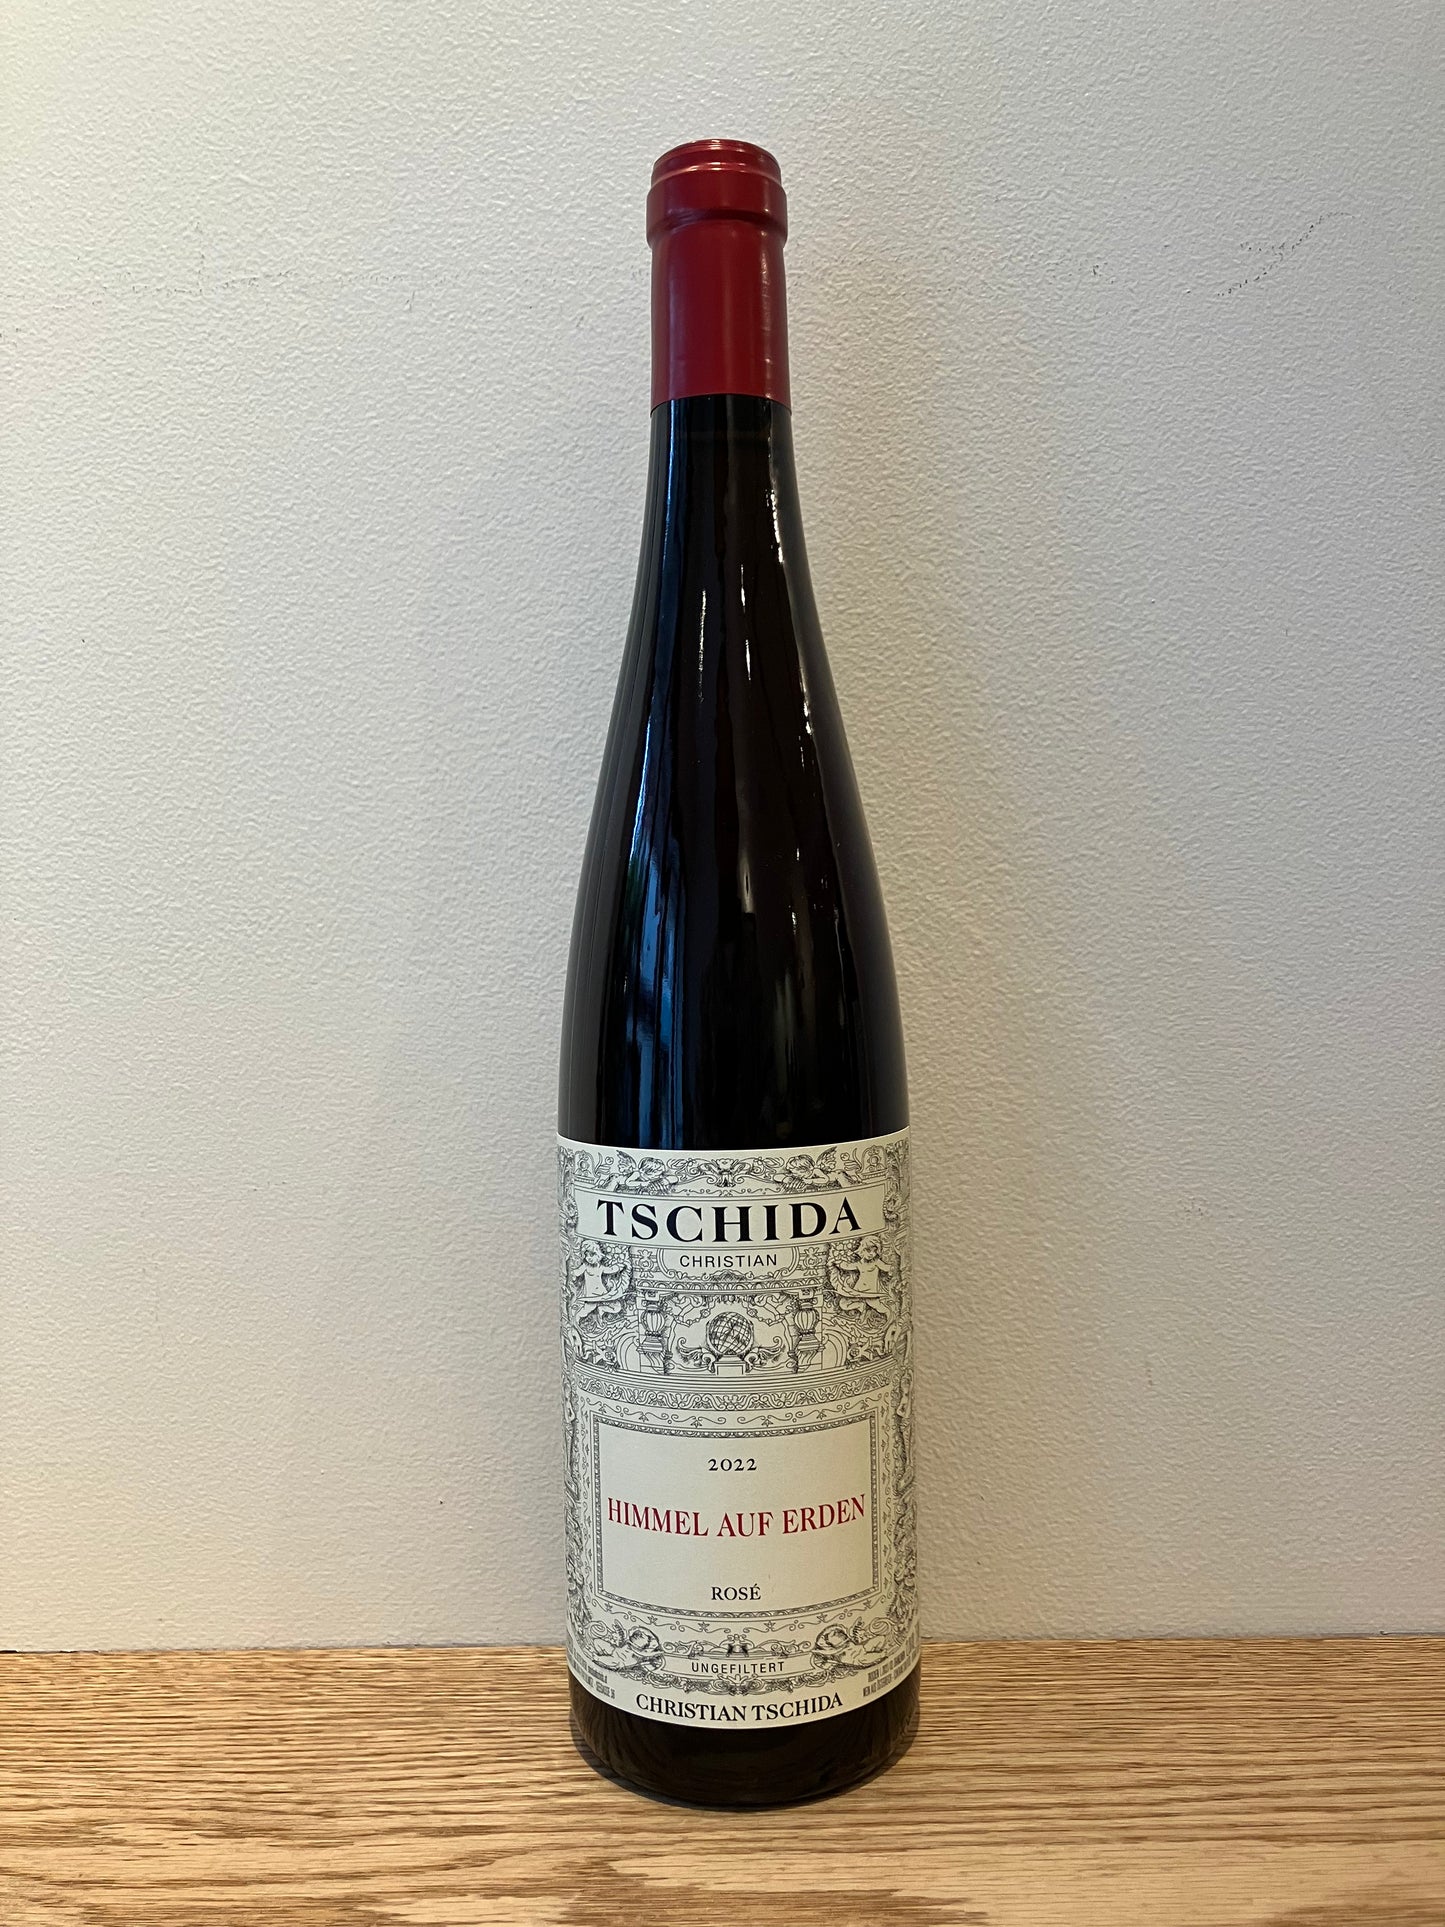 TSCHIDA
CHRISTIAN
2022
HIMMEL AUF ERDEN
ROSÉ
UNGEFILTERT
CHRISTIAN TSCHIDA